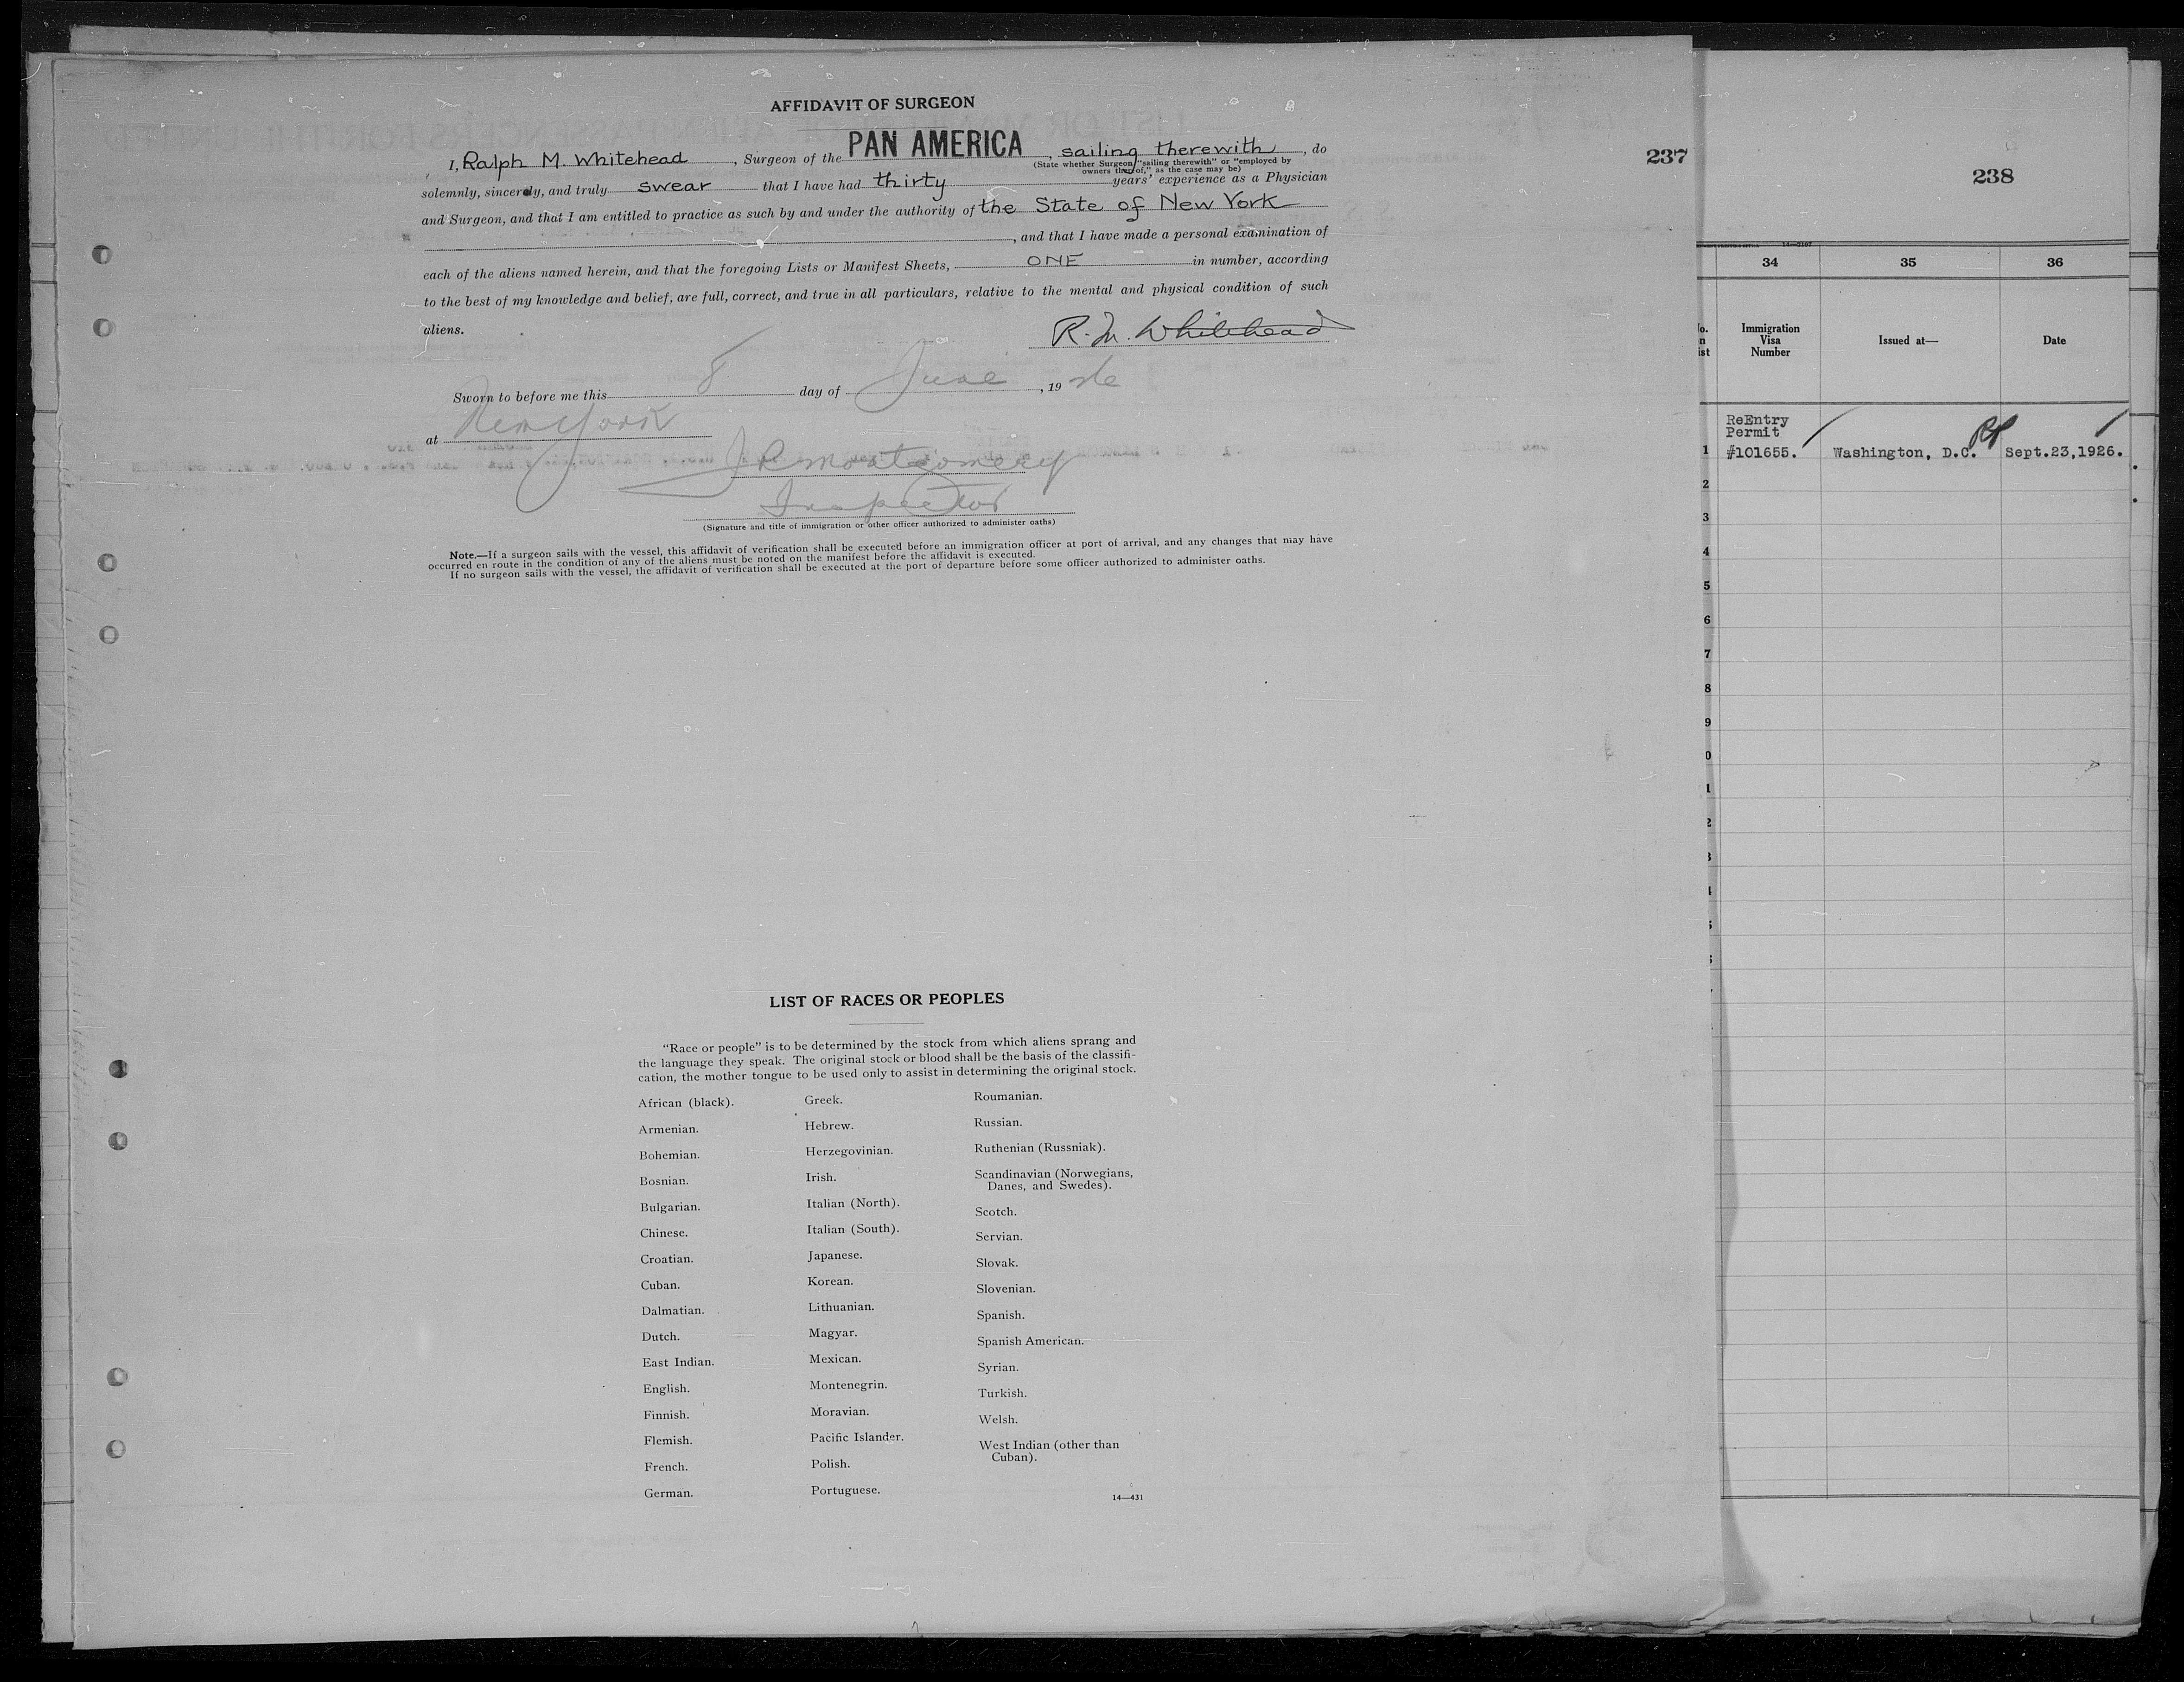 AFFIDAVIT OF SURGEON
I, Ralph M. Whitehead, Surgeon of the PAN AMERICA, sailing therewith, do
(State whether Surgeon "sailing therewith" or "employed by
owners thereof," as the case may be)
solemnly, sincerely, and truly swear that I have had thirty years' experience as a Physician
and Surgeon, and that I am entitled to practice as such by and under the authority of the State of New York
, and that I have made a personal examination of
each of the aliens named herein, and that the foregoing Lists or Manifest Sheets, ONE in number, according
to the best of my knowledge and belief, are full, correct, and true in all particulars, relative to the mental and physical condition of such
aliens.
R. M. Whitehead
Sworn to before me this 8 day of June, 19
at New York
Montgomery
Inspector
(Signature and title of immigration or other officer authorized to administer oaths)
Note.—If a surgeon sails with the vessel, this affidavit of verification shall be executed before an immigration officer at port of arrival, and any changes that may have
occurred en route in the condition of any of the aliens must be noted on the manifest before the affidavit is executed.
If no surgeon sails with the vessel, the affidavit of verification shall be executed at the port of departure before some officer authorized to administer oaths.
LIST OF RACES OR PEOPLES
"Race or people" is to be determined by the stock from which aliens sprang and
the language they speak. The original stock or blood shall be the basis of the classifi-
cation, the mother tongue to be used only to assist in determining the original stock.
African (black).
Armenian.
Bohemian.
Bosnian.
Bulgarian.
Chinese.
Croatian.
Cuban.
Dalmatian.
Dutch.
East Indian.
English.
Finnish.
Flemish.
French.
German.
Greek.
Hebrew.
Herzegovinian.
Irish.
Italian (North).
Italian (South).
Japanese.
Korean.
Lithuanian.
Magyar.
Mexican.
Montenegrin.
Moravian.
Pacific Islander.
Polish.
Portuguese.
Roumanian.
Russian.
Ruthenian (Russniak).
Scandinavian (Norwegians,
Danes, and Swedes).
Scotch.
Servian.
Slovak.
Slovenian.
Spanish.
Spanish American.
Syrian.
Turkish.
Welsh.
West Indian (other than
Cuban).
14—431
237
238
34 35 36
Immigration
Visa
Number
Issued at—
Date
ReEntry
Permit
1 #101655. Washington, D.C. Sept.23,1926.
2
3
4
5
6
7
8
9
0
1
2
3